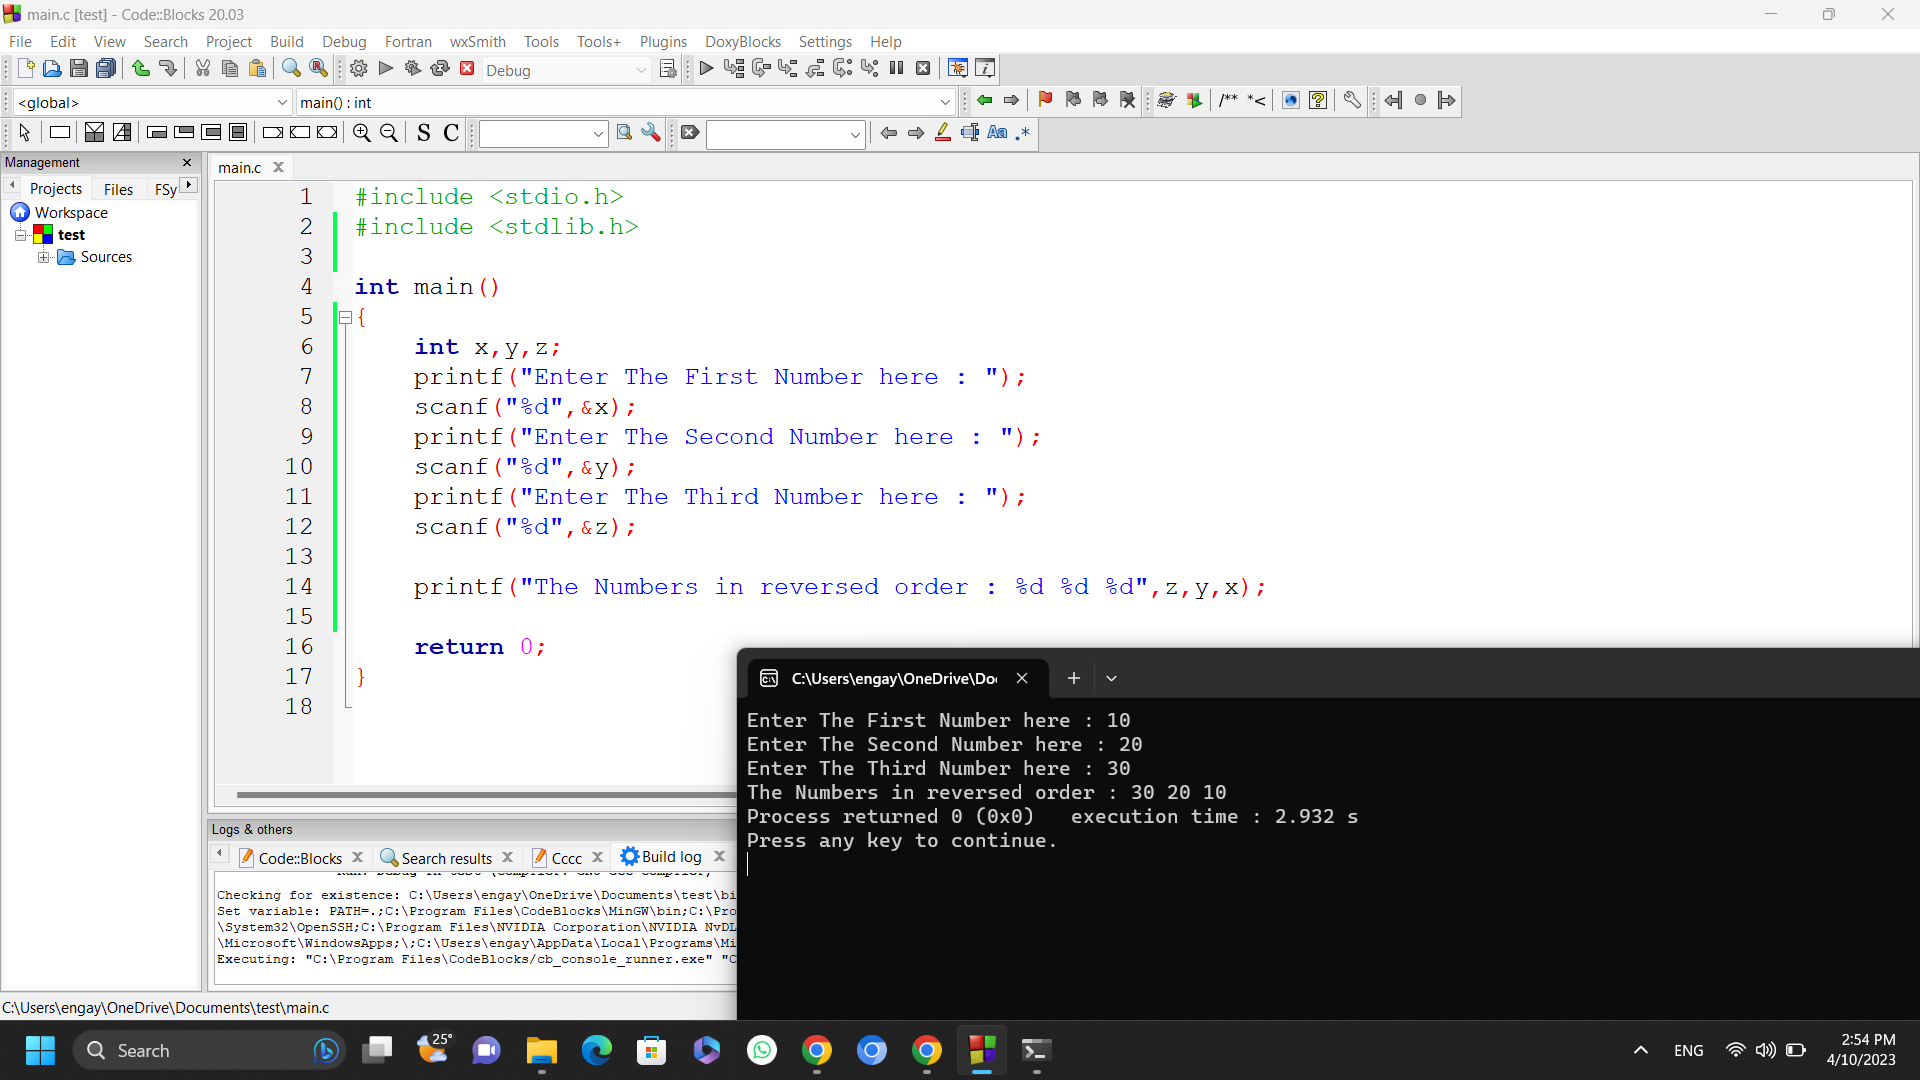 main.c [test] - Code::Blocks 20.03
File Edit View Search Project Build Debug Fortran wxSmith Tools Tools+ Plugins DoxyBlocks Settings Help
Debug
<global> main() : int
/** *<
S C Aa .*
Management
Projects Files FSy
Workspace
test
Sources
main.c
1 #include <stdio.h>
2 #include <stdlib.h>
3
4 int main()
5 {
6 int x,y,z;
7 printf("Enter The First Number here : ");
8 scanf("%d",&x);
9 printf("Enter The Second Number here : ");
10 scanf("%d",&y);
11 printf("Enter The Third Number here : ");
12 scanf("%d",&z);
13
14 printf("The Numbers in reversed order : %d %d %d",z,y,x);
15
16 return 0;
17 }
18
C:\Users\engay\OneDrive\Do
Enter The First Number here : 10
Enter The Second Number here : 20
Enter The Third Number here : 30
The Numbers in reversed order : 30 20 10
Process returned 0 (0x0) execution time : 2.932 s
Press any key to continue.
Logs & others
Code::Blocks Search results Cccc Build log
Checking for existence: C:\Users\engay\OneDrive\Documents\test\bi
Set variable: PATH=.;C:\Program Files\CodeBlocks\MinGW\bin;C:\Pro
\System32\OpenSSH;C:\Program Files\NVIDIA Corporation\NVIDIA NvDL
\Microsoft\WindowsApps;\;C:\Users\engay\AppData\Local\Programs\Mi
Executing: "C:\Program Files\CodeBlocks/cb_console_runner.exe" "C
C:\Users\engay\OneDrive\Documents\test\main.c
Search
25°
ENG
2:54 PM
4/10/2023